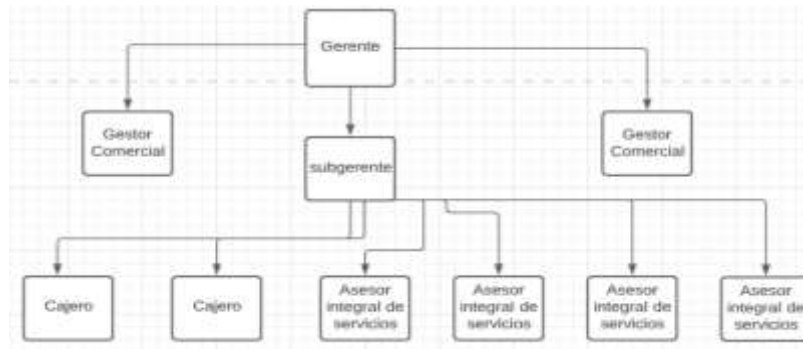 Gerente
Gestor
Comercial
Gestor
Comercial
subgerente
Cajero
Cajero
Asesor
integral de
servicios
Asesor
integral de
servicios
Asesor
integral de
servicios
Asesor
integral de
servicios